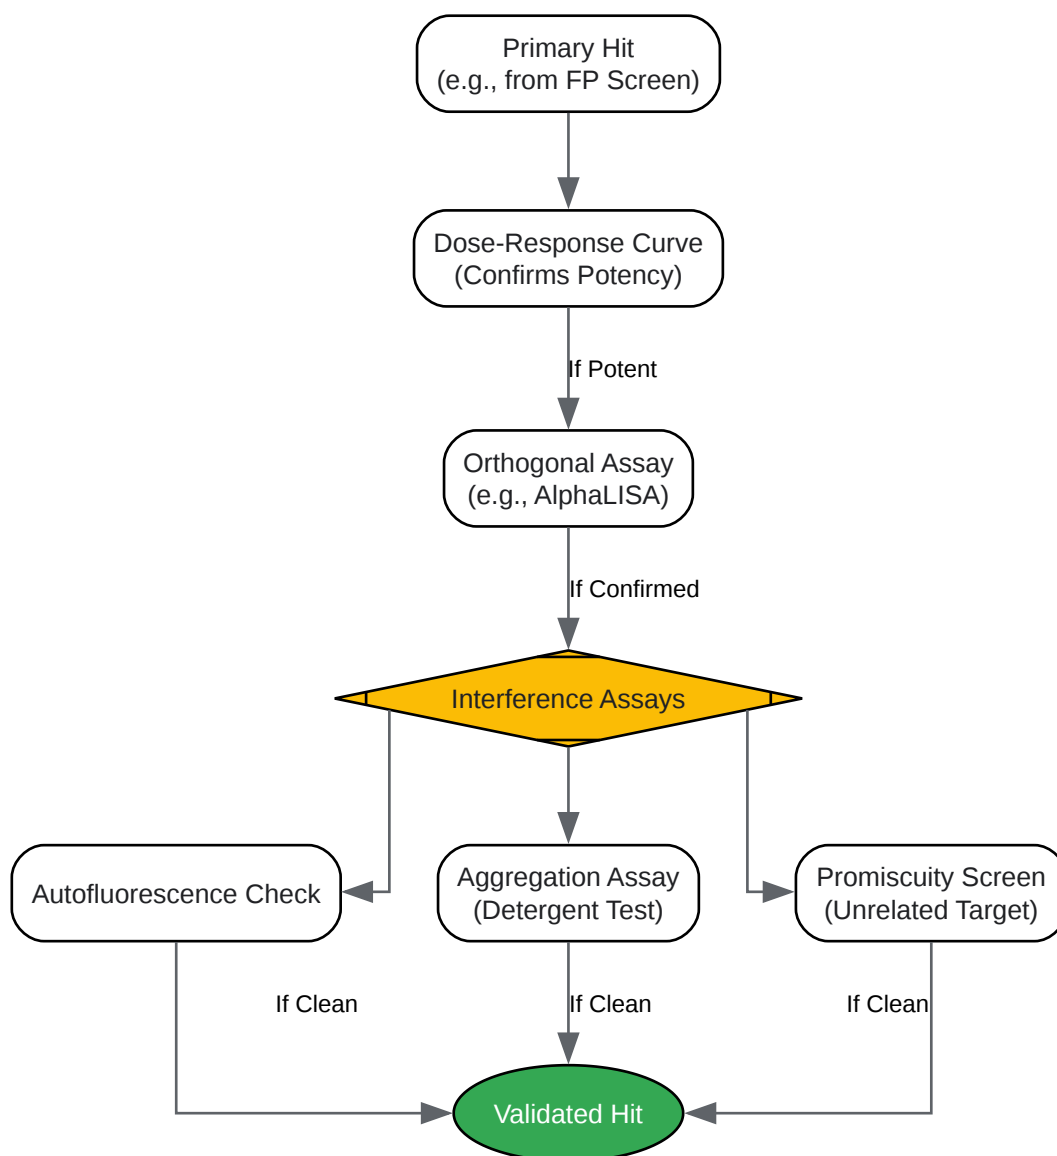 Primary Hit
(e.g., from FP Screen)
Dose-Response Curve
(Confirms Potency)
If Potent
Orthogonal Assay
(e.g., AlphaLISA)
If Confirmed
Interference Assays
Autofluorescence Check
Aggregation Assay
(Detergent Test)
Promiscuity Screen
(Unrelated Target)
If Clean
If Clean
If Clean
Validated Hit